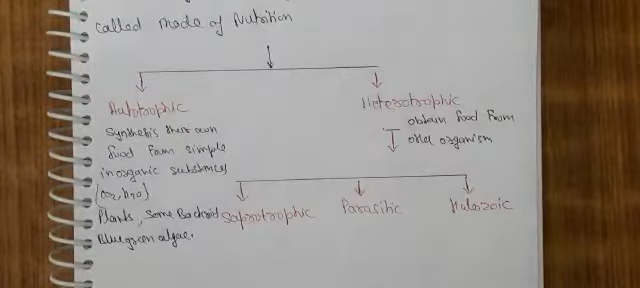 called mode of Nutrition
Autotrophic
Synthesis their own
food from simple
inorganic substances
(CO2, H2O)
Plants, Some Bacteria
Blue green algae.
Heterotrophic
obtain food from
other organism
Saprotrophic
Parasitic
Holozoic